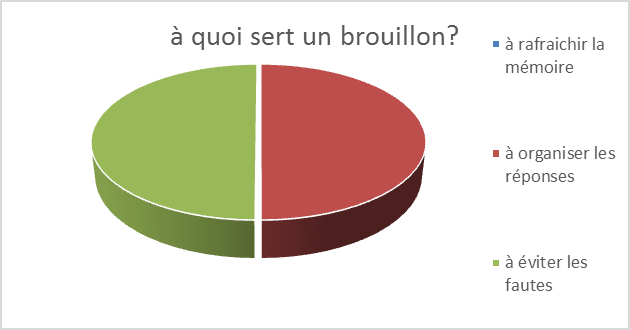 à quoi sert un brouillon?
à rafraichir la
mémoire
à organiser les
réponses
à éviter les
fautes